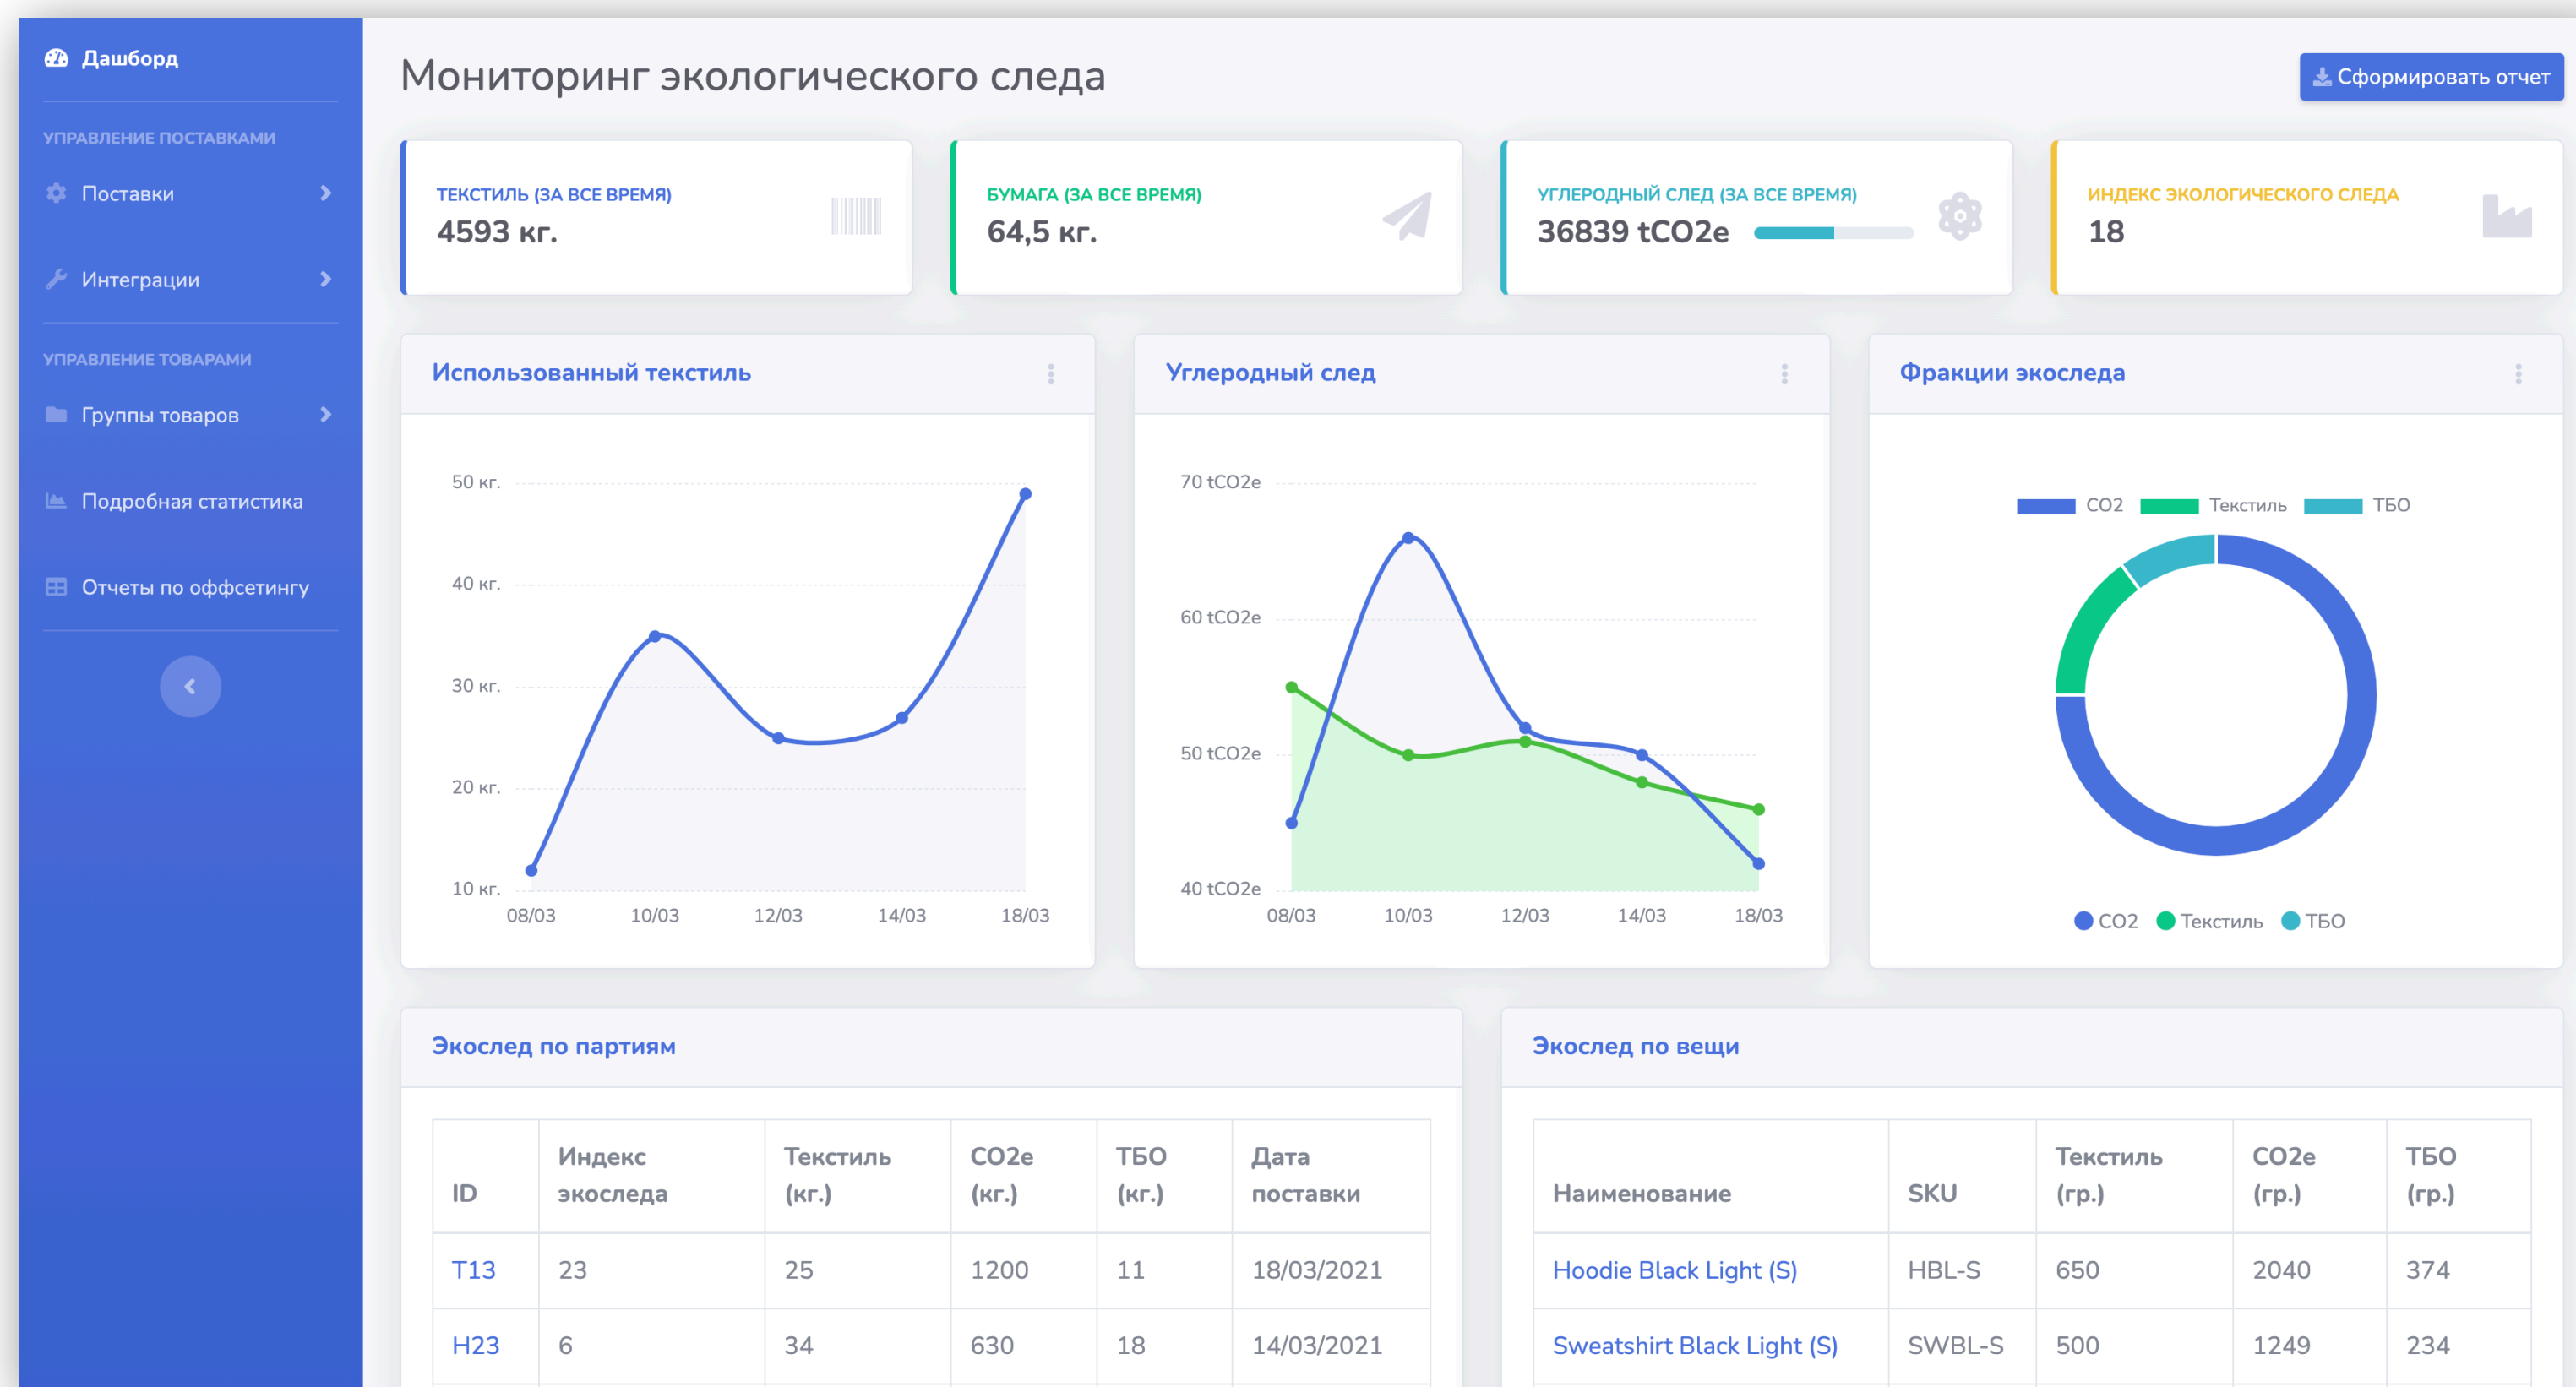 Дашборд
УПРАВЛЕНИЕ ПОСТАВКАМИ
Поставки
Интеграции
УПРАВЛЕНИЕ ТОВАРАМИ
Группы товаров
Подробная статистика
Отчеты по оффсетингу
Мониторинг экологического следа
Сформировать отчет
ТЕКСТИЛЬ (ЗА ВСЕ ВРЕМЯ)
4593 кг.
БУМАГА (ЗА ВСЕ ВРЕМЯ)
64,5 кг.
УГЛЕРОДНЫЙ СЛЕД (ЗА ВСЕ ВРЕМЯ)
36839 tCO2e
ИНДЕКС ЭКОЛОГИЧЕСКОГО СЛЕДА
18
Использованный текстиль
50 кг.
40 кг.
30 кг.
20 кг.
10 кг.
08/03 10/03 12/03 14/03 18/03
Углеродный след
70 tCO2e
60 tCO2e
50 tCO2e
40 tCO2e
08/03 10/03 12/03 14/03 18/03
Фракции экоследа
CO2 Текстиль ТБО
CO2 Текстиль ТБО
Экослед по партиям
ID Индекс экоследа Текстиль (кг.) CO2e (кг.) ТБО (кг.) Дата поставки
T13 23 25 1200 11 18/03/2021
H23 6 34 630 18 14/03/2021
Экослед по вещи
Наименование SKU Текстиль (гр.) CO2e (гр.) ТБО (гр.)
Hoodie Black Light (S) HBL-S 650 2040 374
Sweatshirt Black Light (S) SWBL-S 500 1249 234